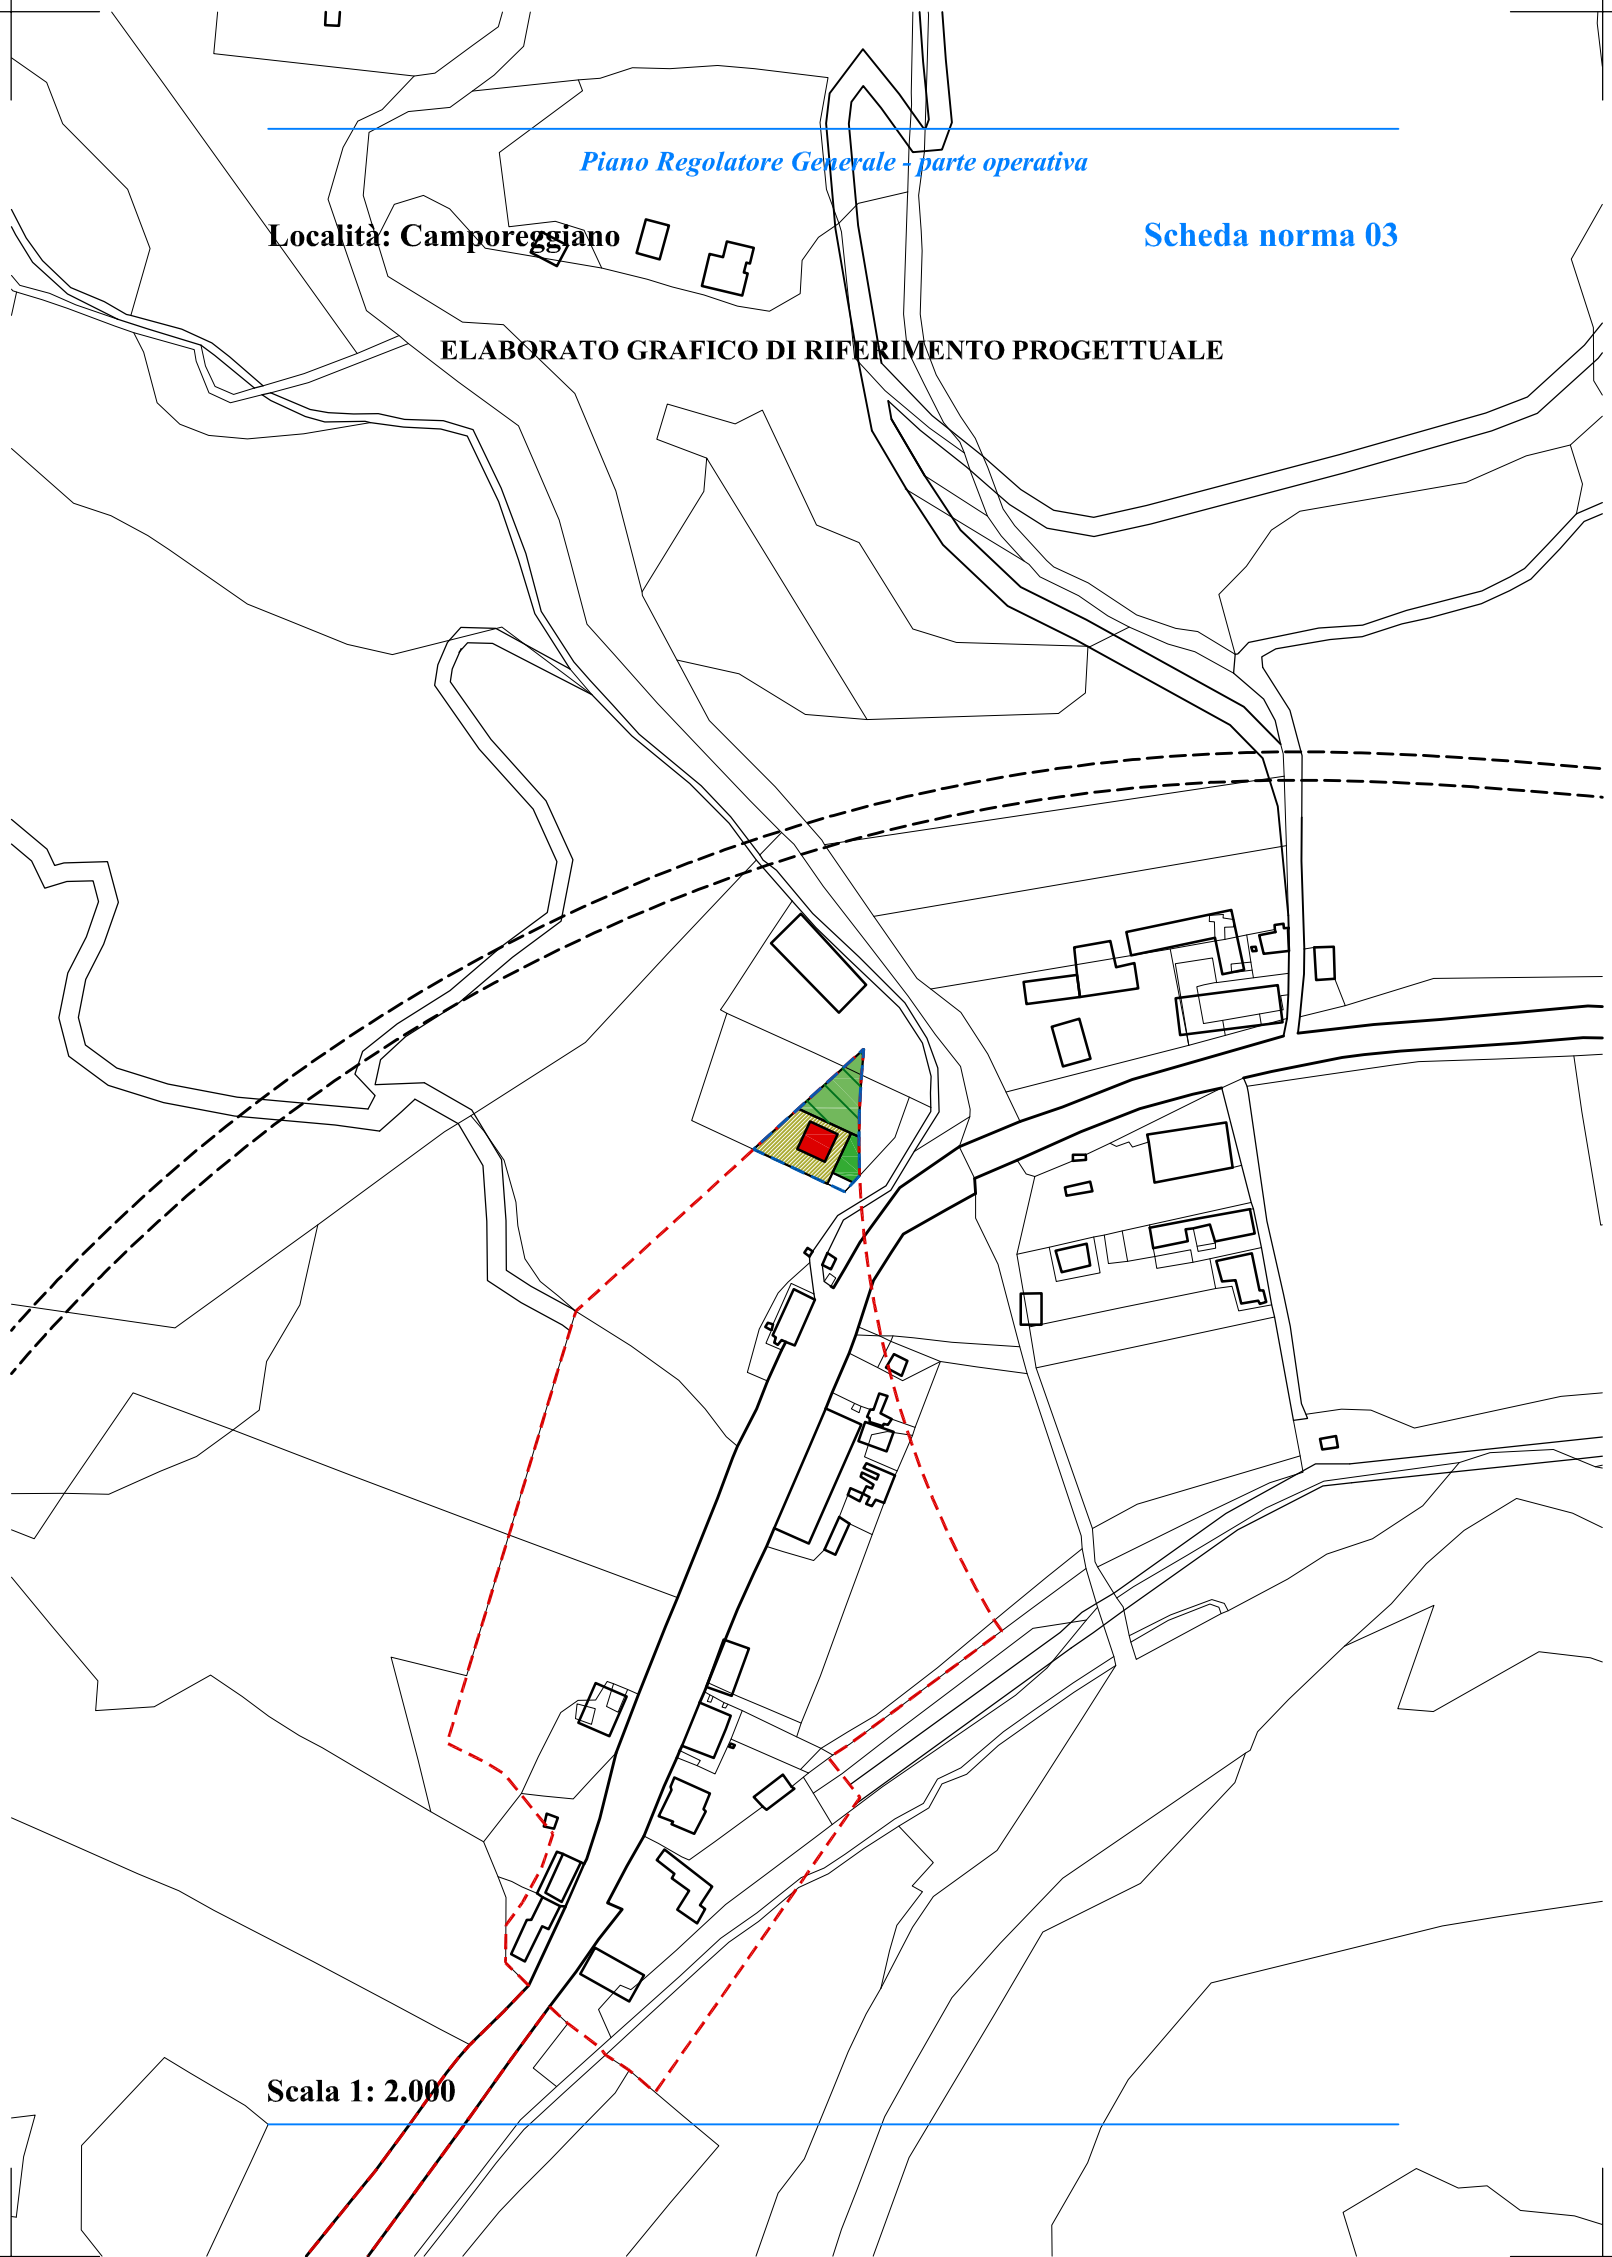 Piano Regolatore Generale - parte operativa
Località: Camporeggiano
Scheda norma 03
ELABORATO GRAFICO DI RIFERIMENTO PROGETTUALE
Scala 1: 2.000